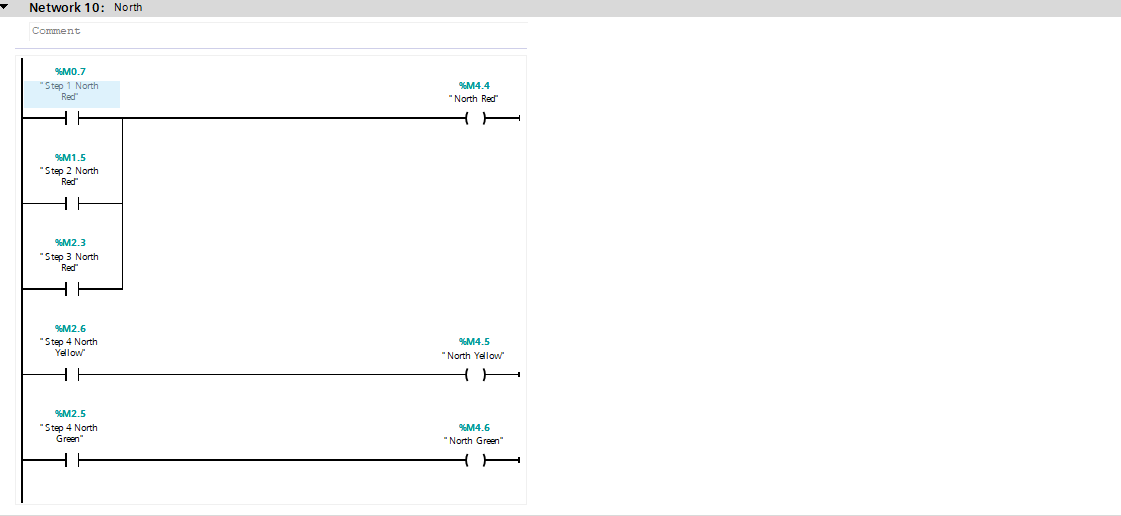 Network 10: North
Comment
%M0.7
"Step 1 North
Red"
%M4.4
"North Red"
%M1.5
"Step 2 North
Red"
%M2.3
"Step 3 North
Red"
%M2.6
"Step 4 North
Yellow"
%M4.5
"North Yellow"
%M2.5
"Step 4 North
Green"
%M4.6
"North Green"